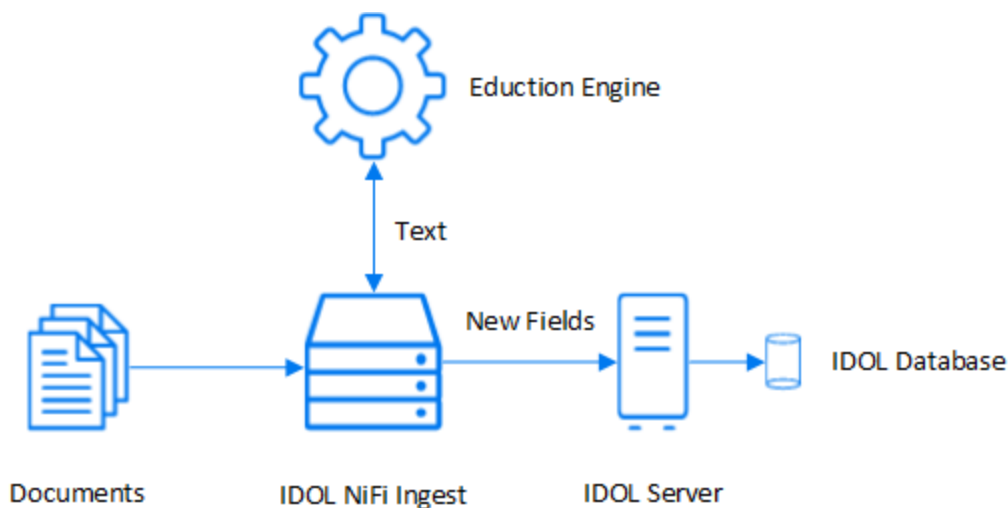 Eduction Engine
Text
New Fields
IDOL Database
Documents
IDOL NiFi Ingest
IDOL Server